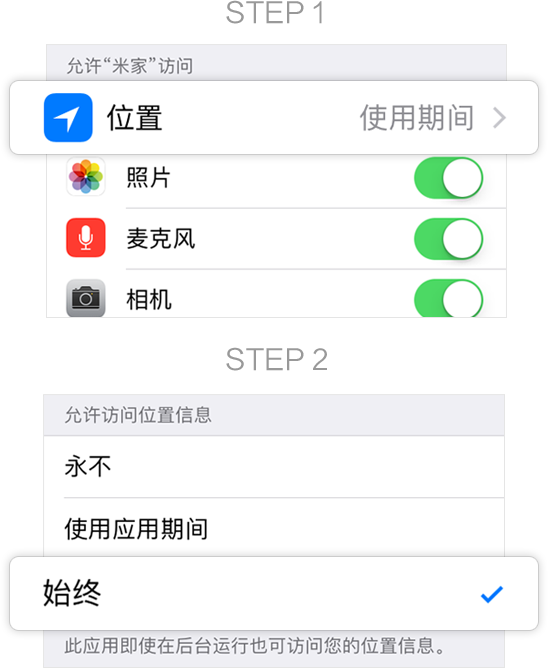 STEP 1
允许“米家”访问
位置 使用期间
照片
麦克风
相机
STEP 2
允许访问位置信息
永不
使用应用期间
始终
此应用即使在后台运行也可访问您的位置信息。